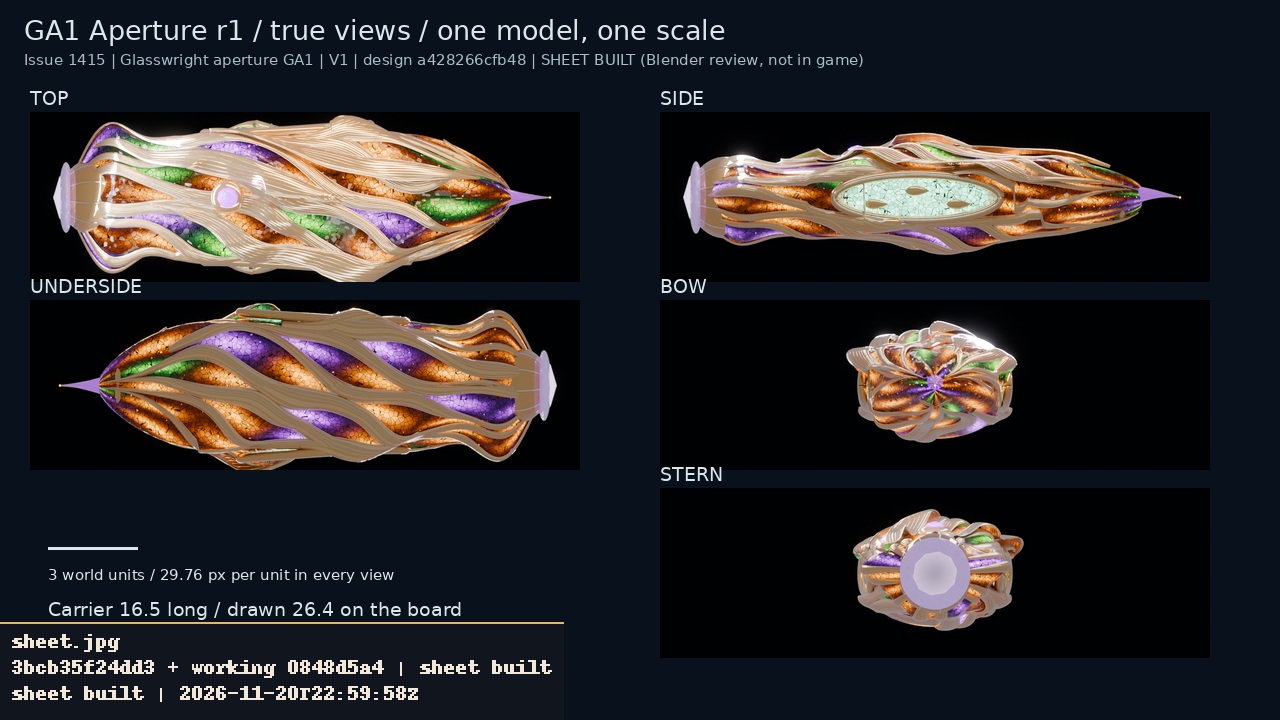 GA1 Aperture r1 / true views / one model, one scale
Issue 1415 | Glasswright aperture GA1 | V1 | design a428266cfb48 | SHEET BUILT (Blender review, not in game)
TOP
SIDE
UNDERSIDE
BOW
STERN
3 world units / 29.76 px per unit in every view
Carrier 16.5 long / drawn 26.4 on the board
sheet.jpg
3bcb35f24dd3 + working 0848d5a4 | sheet built
sheet built | 2026-11-20T22:59:58Z